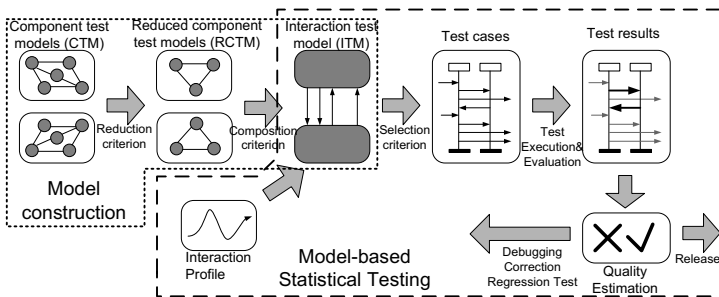 Component test
models (CTM)
Reduced component
test models (RCTM)
Interaction test
model (ITM)
Test cases
Test results
Reduction
criterion
Composition
criterion
Selection
criterion
Test
Execution&
Evaluation
Model
construction
Interaction
Profile
Model-based
Statistical Testing
Debugging
Correction
Regression Test
Quality
Estimation
Release